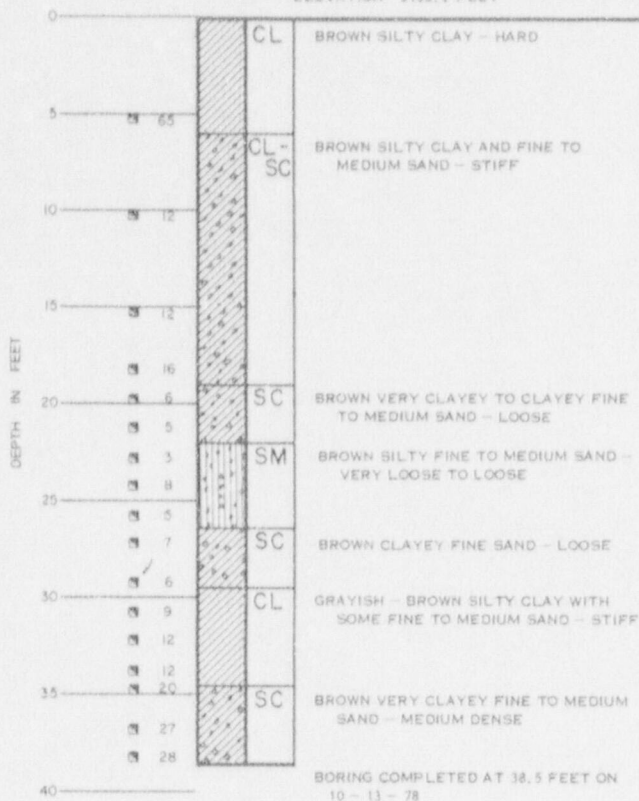 0
CL BROWN SILTY CLAY – HARD
5
65
CL-
SC
BROWN SILTY CLAY AND FINE TO
MEDIUM SAND – STIFF
10
12
15
12
16
20
6
SC BROWN VERY CLAYEY TO CLAYEY FINE
TO MEDIUM SAND – LOOSE
5
3
SM BROWN SILTY FINE TO MEDIUM SAND –
VERY LOOSE TO LOOSE
8
25
5
7
SC BROWN CLAYEY FINE SAND – LOOSE
6
30
CL GRAYISH – BROWN SILTY CLAY WITH
SOME FINE TO MEDIUM SAND – STIFF
9
12
12
35
20
SC BROWN VERY CLAYEY FINE TO MEDIUM
SAND – MEDIUM DENSE
27
28
BORING COMPLETED AT 38.5 FEET ON
10 – 13 – 78
40
DEPTH IN FEET